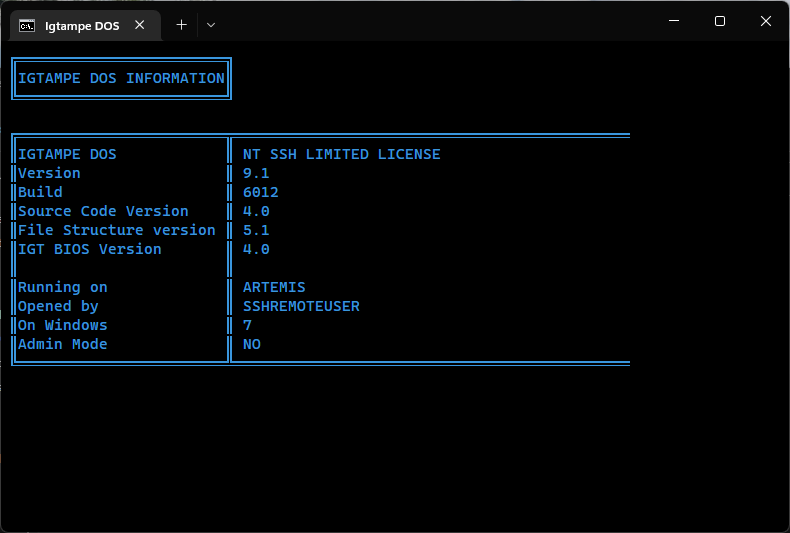 Igtampe DOS
IGTAMPE DOS INFORMATION
IGTAMPE DOS NT SSH LIMITED LICENSE
Version 9.1
Build 6012
Source Code Version 4.0
File Structure version 5.1
IGT BIOS Version 4.0
Running on ARTEMIS
Opened by SSHREMOTEUSER
On Windows 7
Admin Mode NO